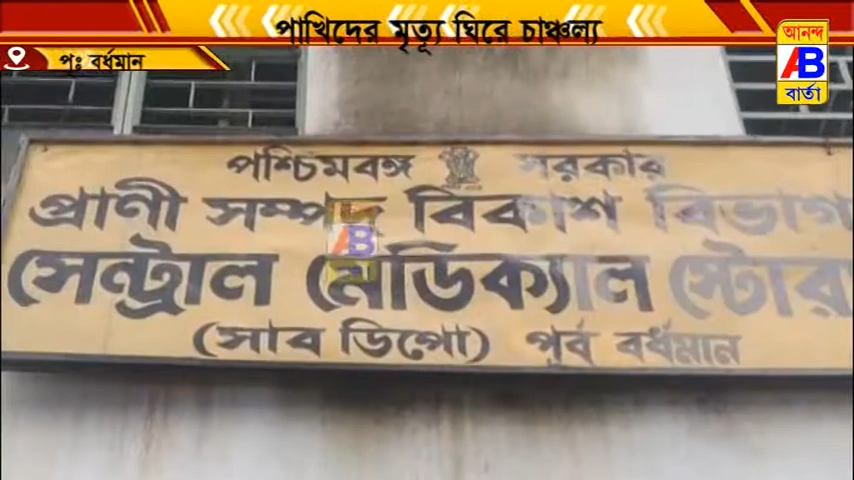 পাখিদের মৃত্যু ঘিরে চাঞ্চল্য
আনন্দ
AB
বার্তা
পূঃ বর্ধমান
পশ্চিমবঙ্গ সরকার
প্রাণী সম্পদ বিকাশ বিভাগ
সেন্ট্রাল মেডিক্যাল স্টোর
(সাব ডিপো) পূর্ব বর্ধমান